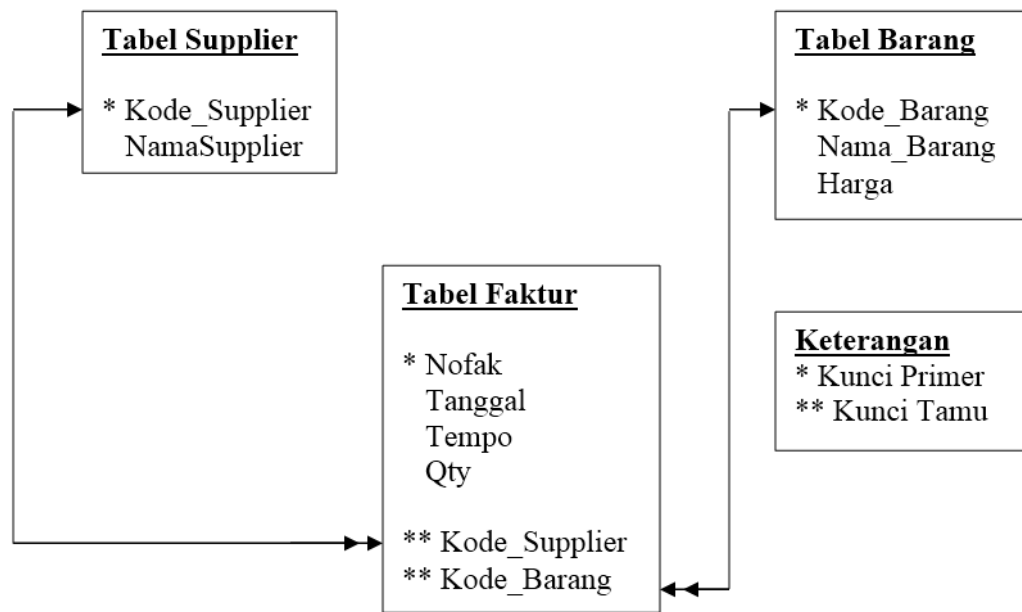 Tabel Supplier
* Kode_Supplier
NamaSupplier
Tabel Barang
* Kode_Barang
Nama_Barang
Harga
Tabel Faktur
* Nofak
Tanggal
Tempo
Qty
** Kode_Supplier
** Kode_Barang
Keterangan
* Kunci Primer
** Kunci Tamu